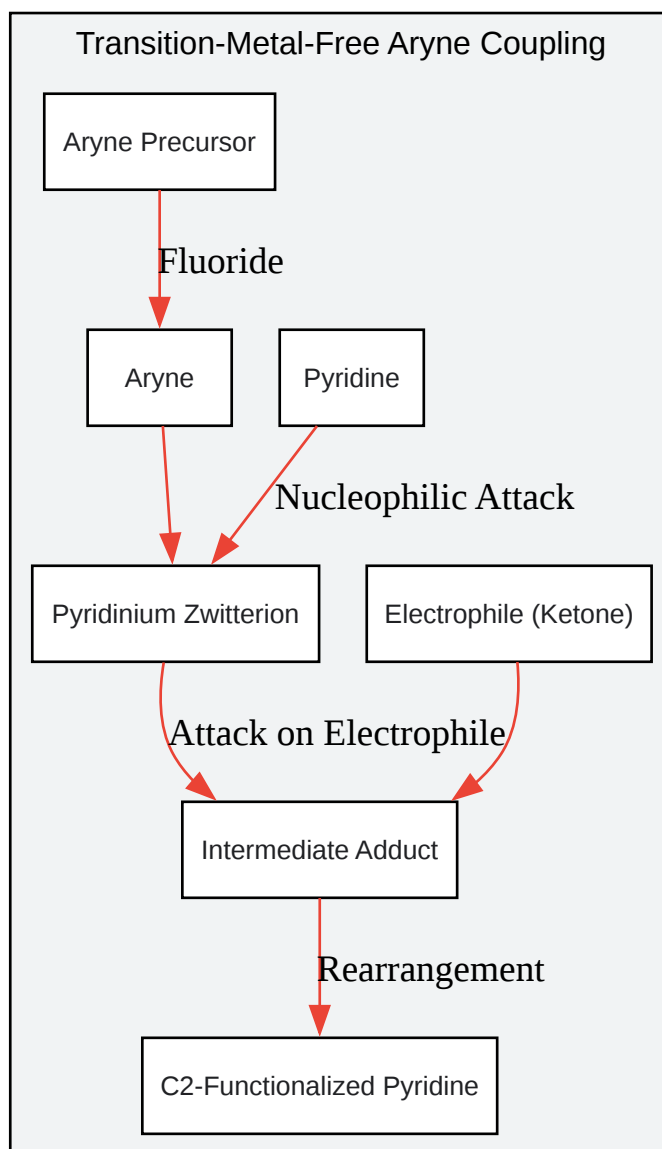 Transition-Metal-Free Aryne Coupling
Aryne Precursor
Fluoride
Aryne
Pyridine
Nucleophilic Attack
Pyridinium Zwitterion
Electrophile (Ketone)
Attack on Electrophile
Intermediate Adduct
Rearrangement
C2-Functionalized Pyridine